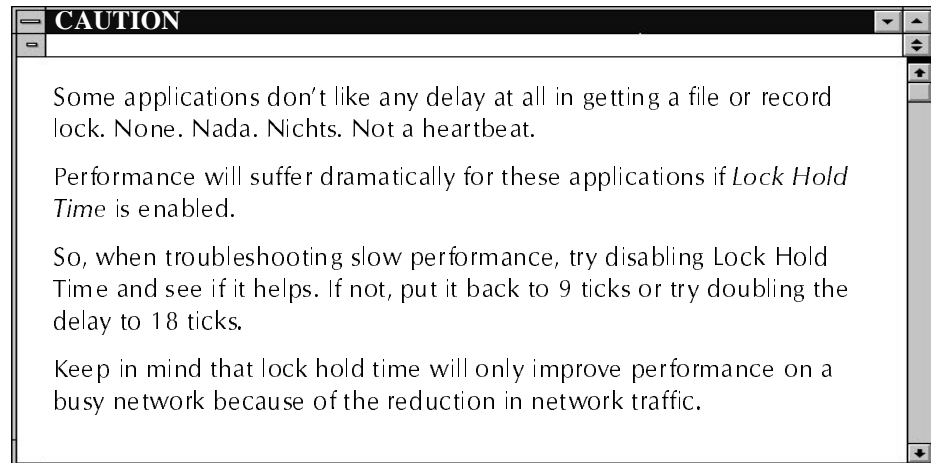 CAUTION
Some applications don't like any delay at all in getting a file or record
lock. None. Nada. Nichts. Not a heartbeat.
Performance will suffer dramatically for these applications if Lock Hold
Time is enabled.
So, when troubleshooting slow performance, try disabling Lock Hold
Time and see if it helps. If not, put it back to 9 ticks or try doubling the
delay to 18 ticks.
Keep in mind that lock hold time will only improve performance on a
busy network because of the reduction in network traffic.